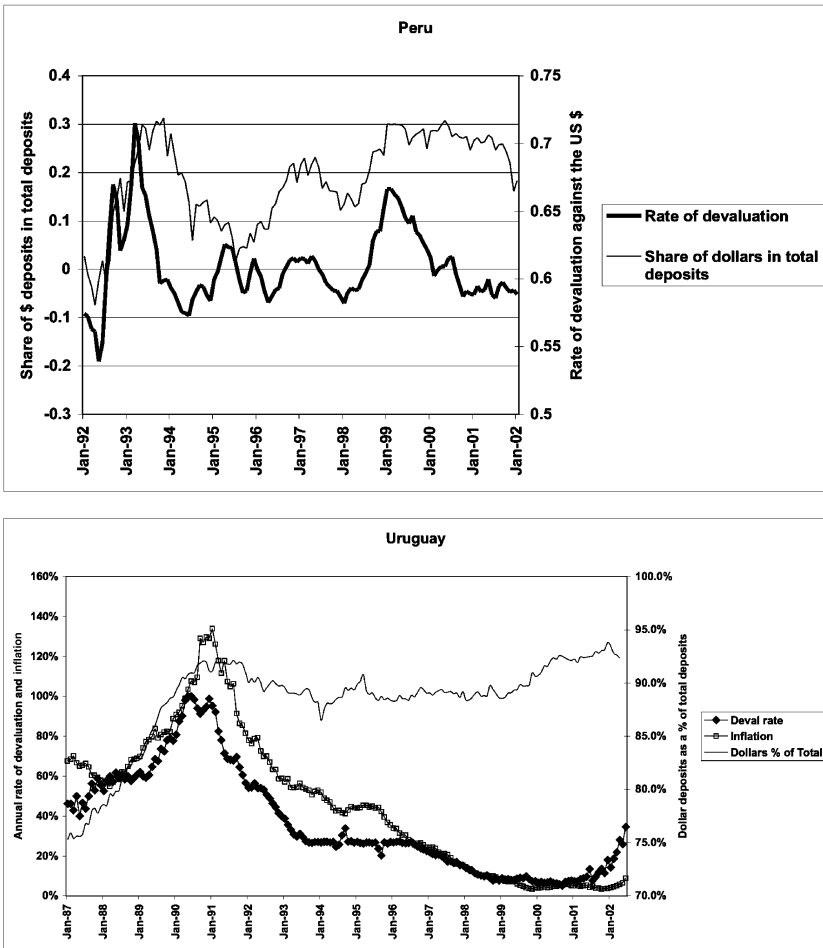 Peru
Share of $ deposits in total deposits
0.4
0.3
0.2
0.1
0
-0.1
-0.2
-0.3
0.75
0.7
0.65
0.6
0.55
0.5
Rate of devaluation against the US $
Jan-92
Jan-93
Jan-94
Jan-95
Jan-96
Jan-97
Jan-98
Jan-99
Jan-00
Jan-01
Jan-02
Rate of devaluation
Share of dollars in total
deposits
Uruguay
Annual rate of devaluation and inflation
160%
140%
120%
100%
80%
60%
40%
20%
0%
100.0%
95.0%
90.0%
85.0%
80.0%
75.0%
70.0%
Dollar deposits as a % of total deposits
Jan-87
Jan-88
Jan-89
Jan-90
Jan-91
Jan-92
Jan-93
Jan-94
Jan-95
Jan-96
Jan-97
Jan-98
Jan-99
Jan-00
Jan-01
Jan-02
Deval rate
Inflation
Dollars % of Total